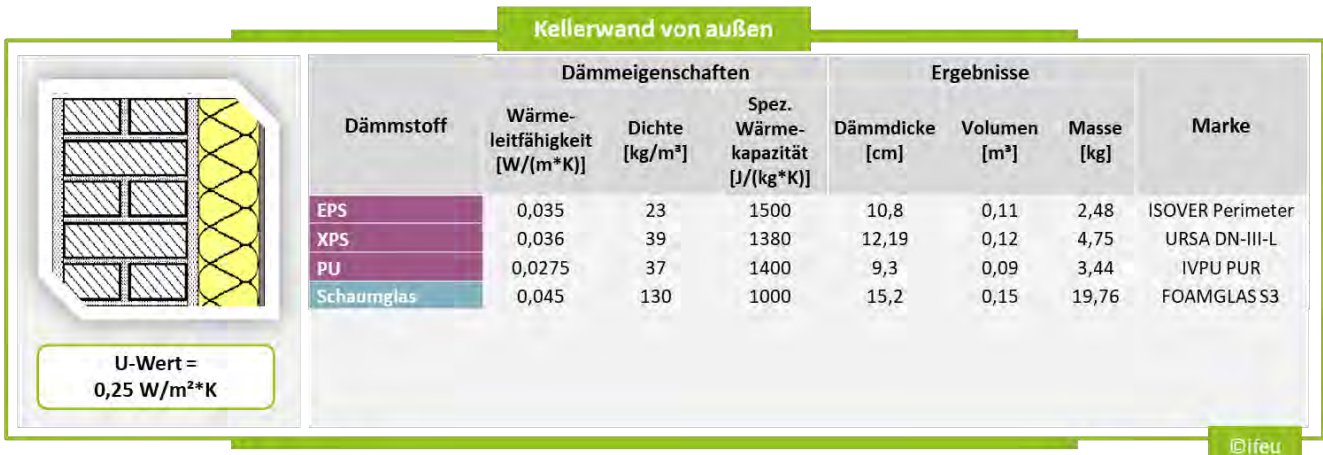 Kellerwand von außen
Dämmeigenschaften Ergebnisse
Dämmstoff Wärme-
leitfähigkeit
[W/(m*K)] Dichte
[kg/m³] Spez.
Wärme-
kapazität
[J/(kg*K)] Dämmdicke
[cm] Volumen
[m³] Masse
[kg] Marke
EPS 0,035 23 1500 10,8 0,11 2,48 ISOVER Perimeter
XPS 0,036 39 1380 12,19 0,12 4,75 URSA DN-III-L
PU 0,0275 37 1400 9,3 0,09 3,44 IVPU PUR
Schaumglas 0,045 130 1000 15,2 0,15 19,76 FOAMGLAS S3
U-Wert =
0,25 W/m²*K
©ifeu